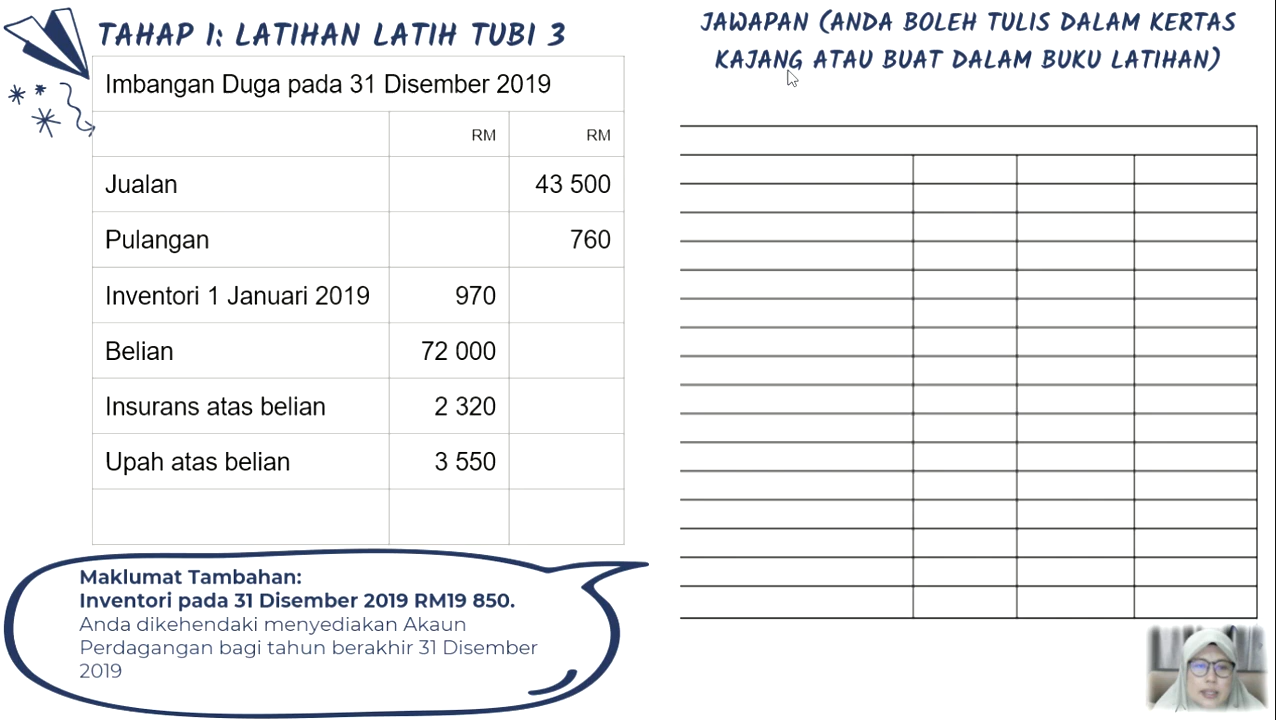 TAHAP 1: LATIHAN LATIH TUBI 3
Imbangan Duga pada 31 Disember 2019
RM RM
Jualan 43 500
Pulangan 760
Inventori 1 Januari 2019 970
Belian 72 000
Insurans atas belian 2 320
Upah atas belian 3 550
Maklumat Tambahan:
Inventori pada 31 Disember 2019 RM19 850.
Anda dikehendaki menyediakan Akaun
Perdagangan bagi tahun berakhir 31 Disember
2019
JAWAPAN (ANDA BOLEH TULIS DALAM KERTAS
KAJANG ATAU BUAT DALAM BUKU LATIHAN)